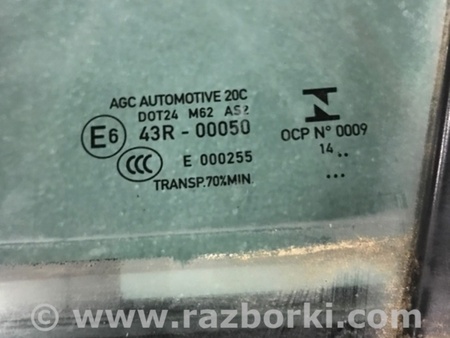 AGC AUTOMOTIVE 20C
DOT24 M62 AS2
E6 43R - 00050
CCC E 000255
TRANSP.70%MIN.
OCP N° 0009
14 ..
...
© www.razborki.com